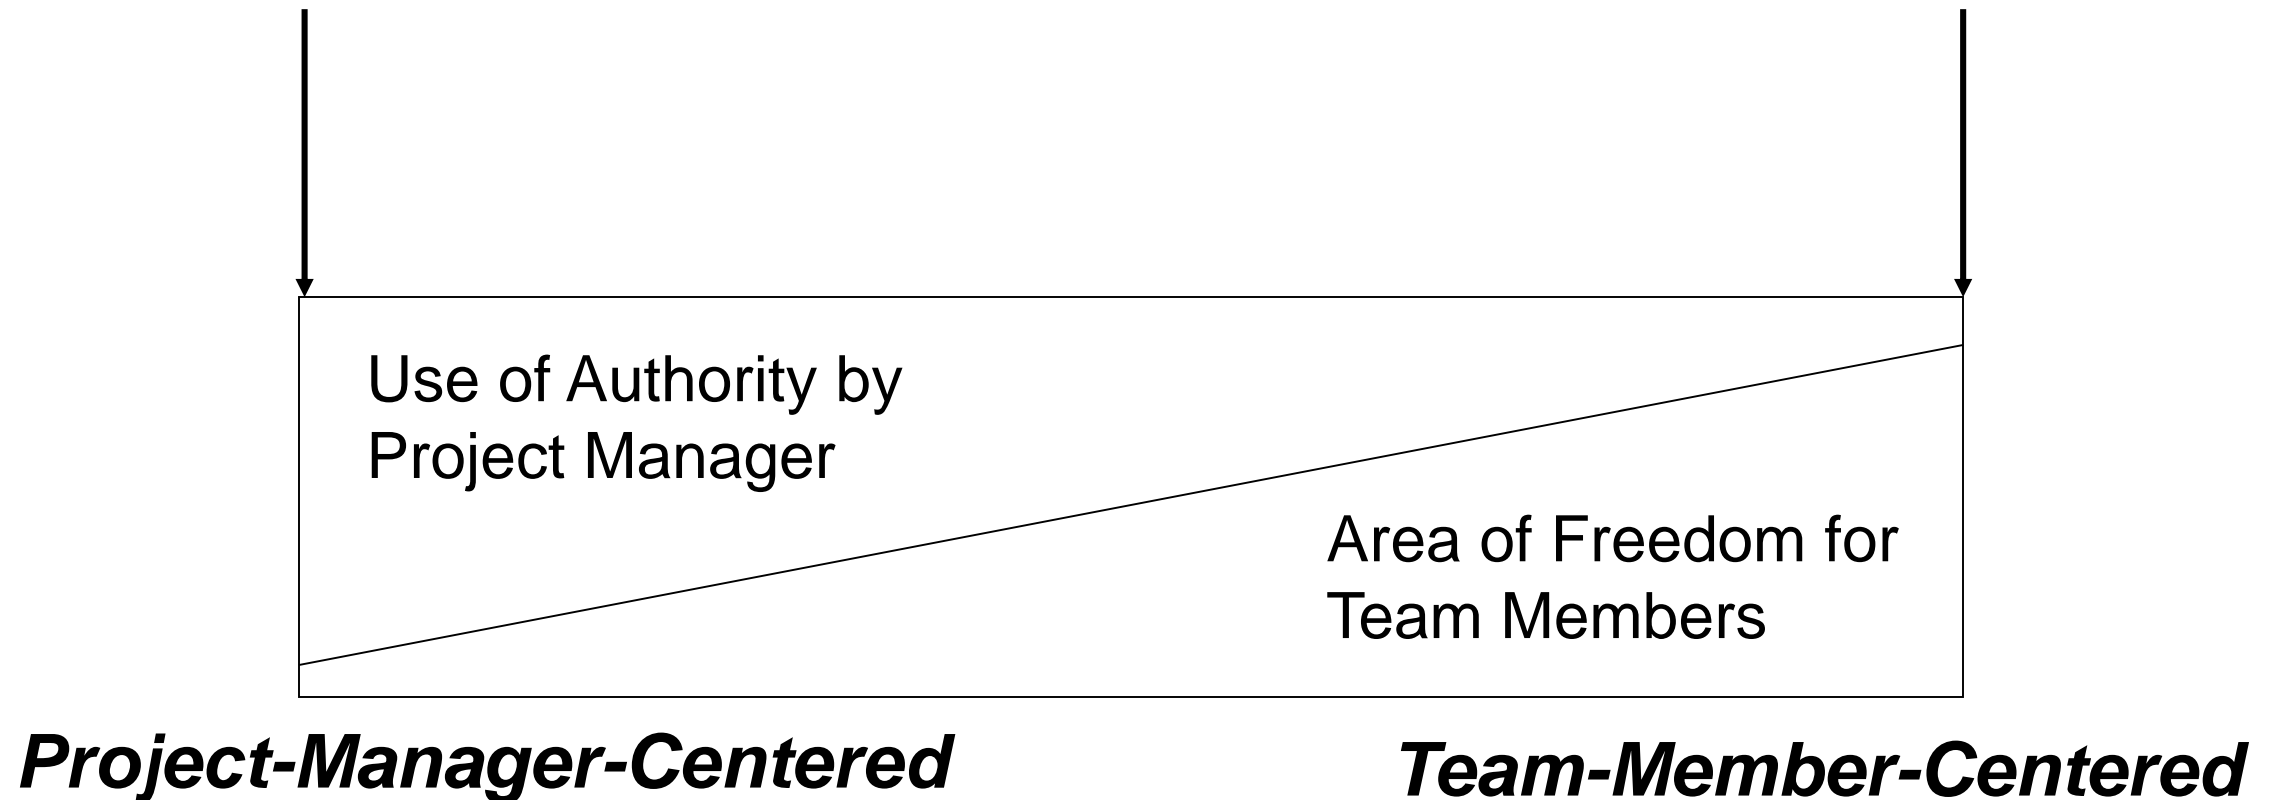 Use of Authority by
Project Manager
Area of Freedom for
Team Members
Project-Manager-Centered
Team-Member-Centered